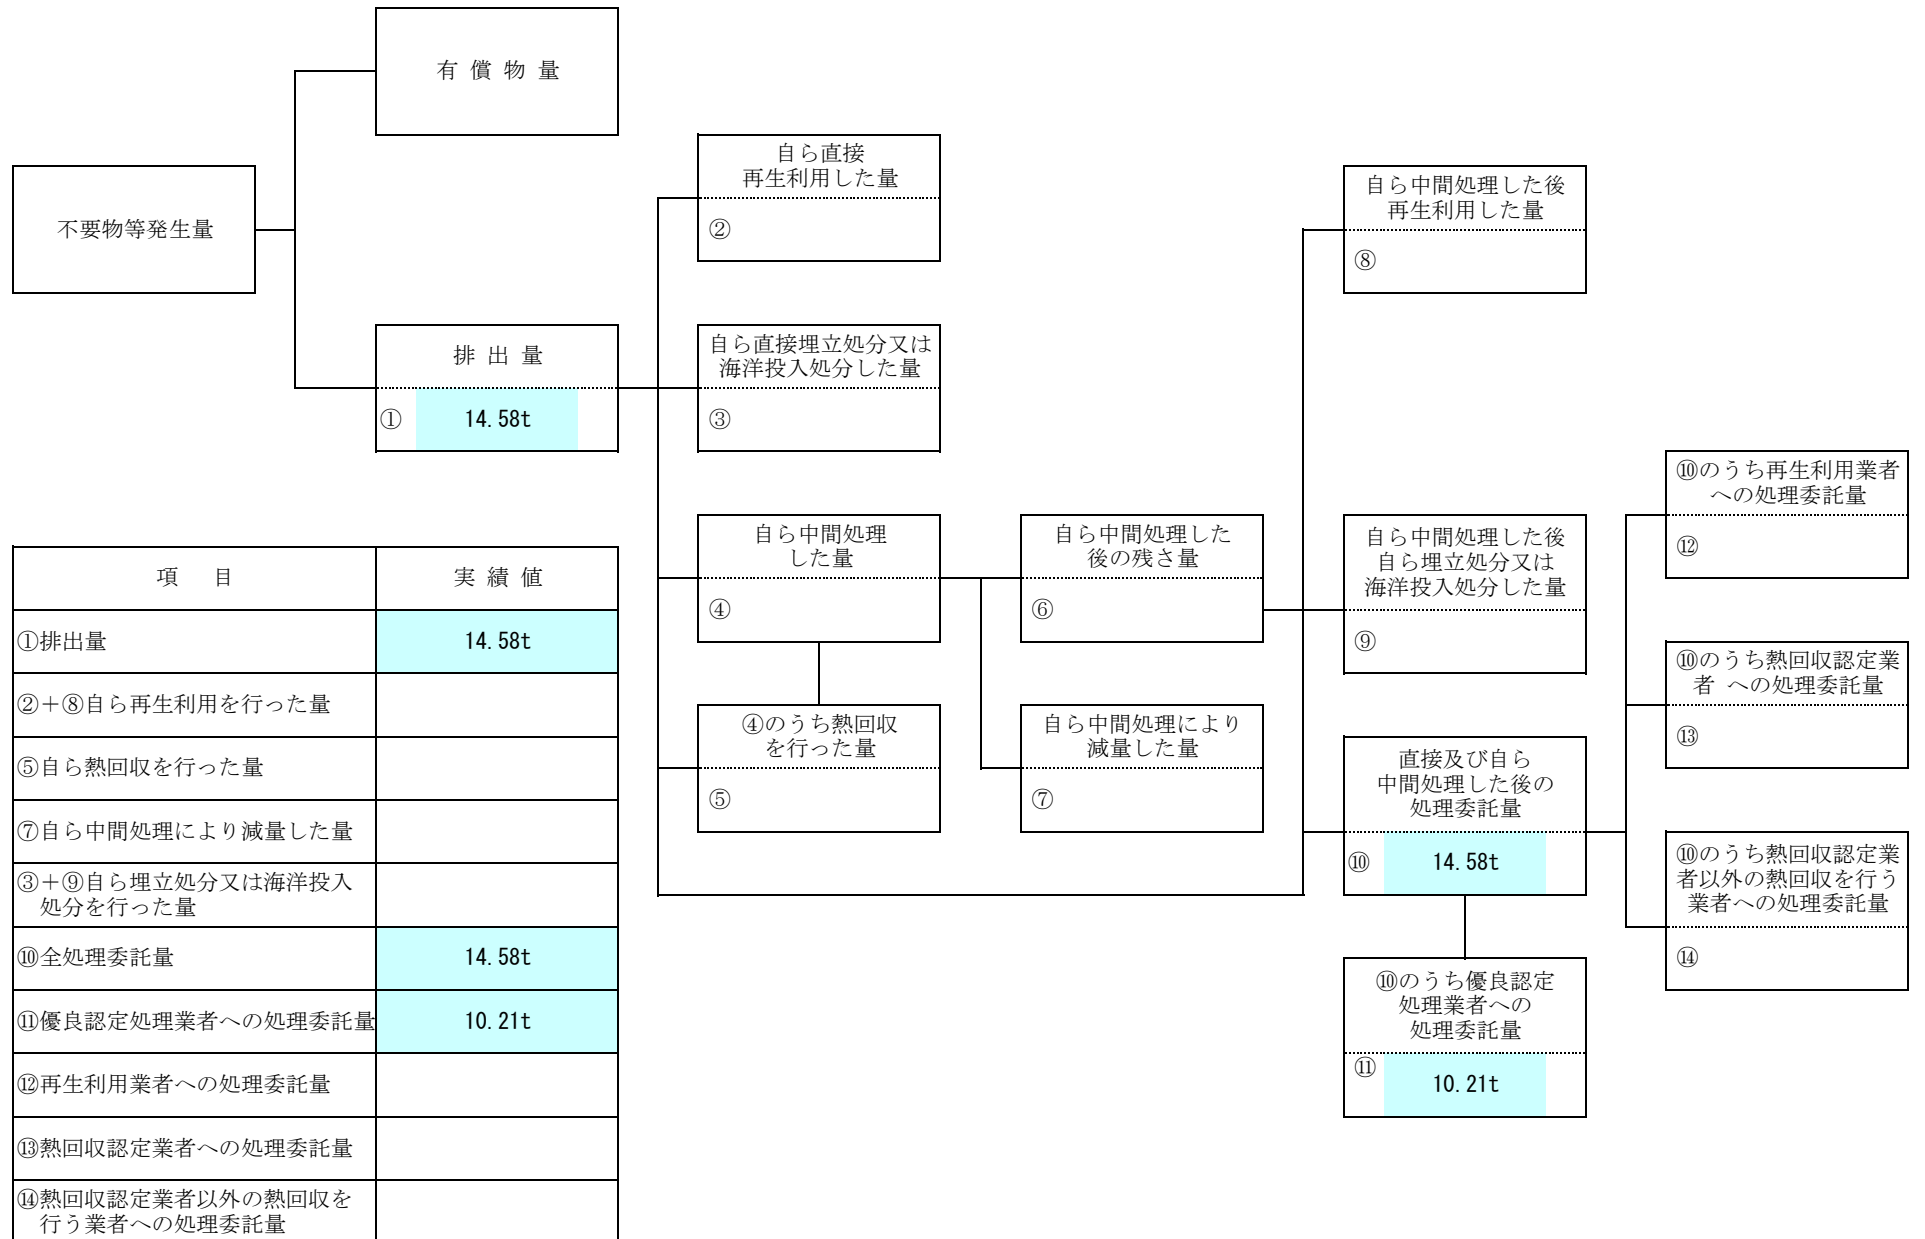 有 償 物 量
不要物等発生量
排 出 量
① 14.58t
自ら直接
再生利用した量
②
自ら直接埋立処分又は
海洋投入処分した量
③
自ら中間処理
した量
④
④のうち熱回収
を行った量
⑤
自ら中間処理した
後の残さ量
⑥
自ら中間処理により
減量した量
⑦
自ら中間処理した後
再生利用した量
⑧
自ら中間処理した後
自ら埋立処分又は
海洋投入処分した量
⑨
直接及び自ら
中間処理した後の
処理委託量
⑩ 14.58t
⑩のうち優良認定
処理業者への
処理委託量
⑪ 10.21t
⑩のうち再生利用業者
への処理委託量
⑫
⑩のうち熱回収認定業
者 への処理委託量
⑬
⑩のうち熱回収認定業
者以外の熱回収を行う
業者への処理委託量
⑭
項 目 実 績 値
①排出量 14.58t
②+⑧自ら再生利用を行った量
⑤自ら熱回収を行った量
⑦自ら中間処理により減量した量
③+⑨自ら埋立処分又は海洋投入
処分を行った量
⑩全処理委託量 14.58t
⑪優良認定処理業者への処理委託量 10.21t
⑫再生利用業者への処理委託量
⑬熱回収認定業者への処理委託量
⑭熱回収認定業者以外の熱回収を
行う業者への処理委託量